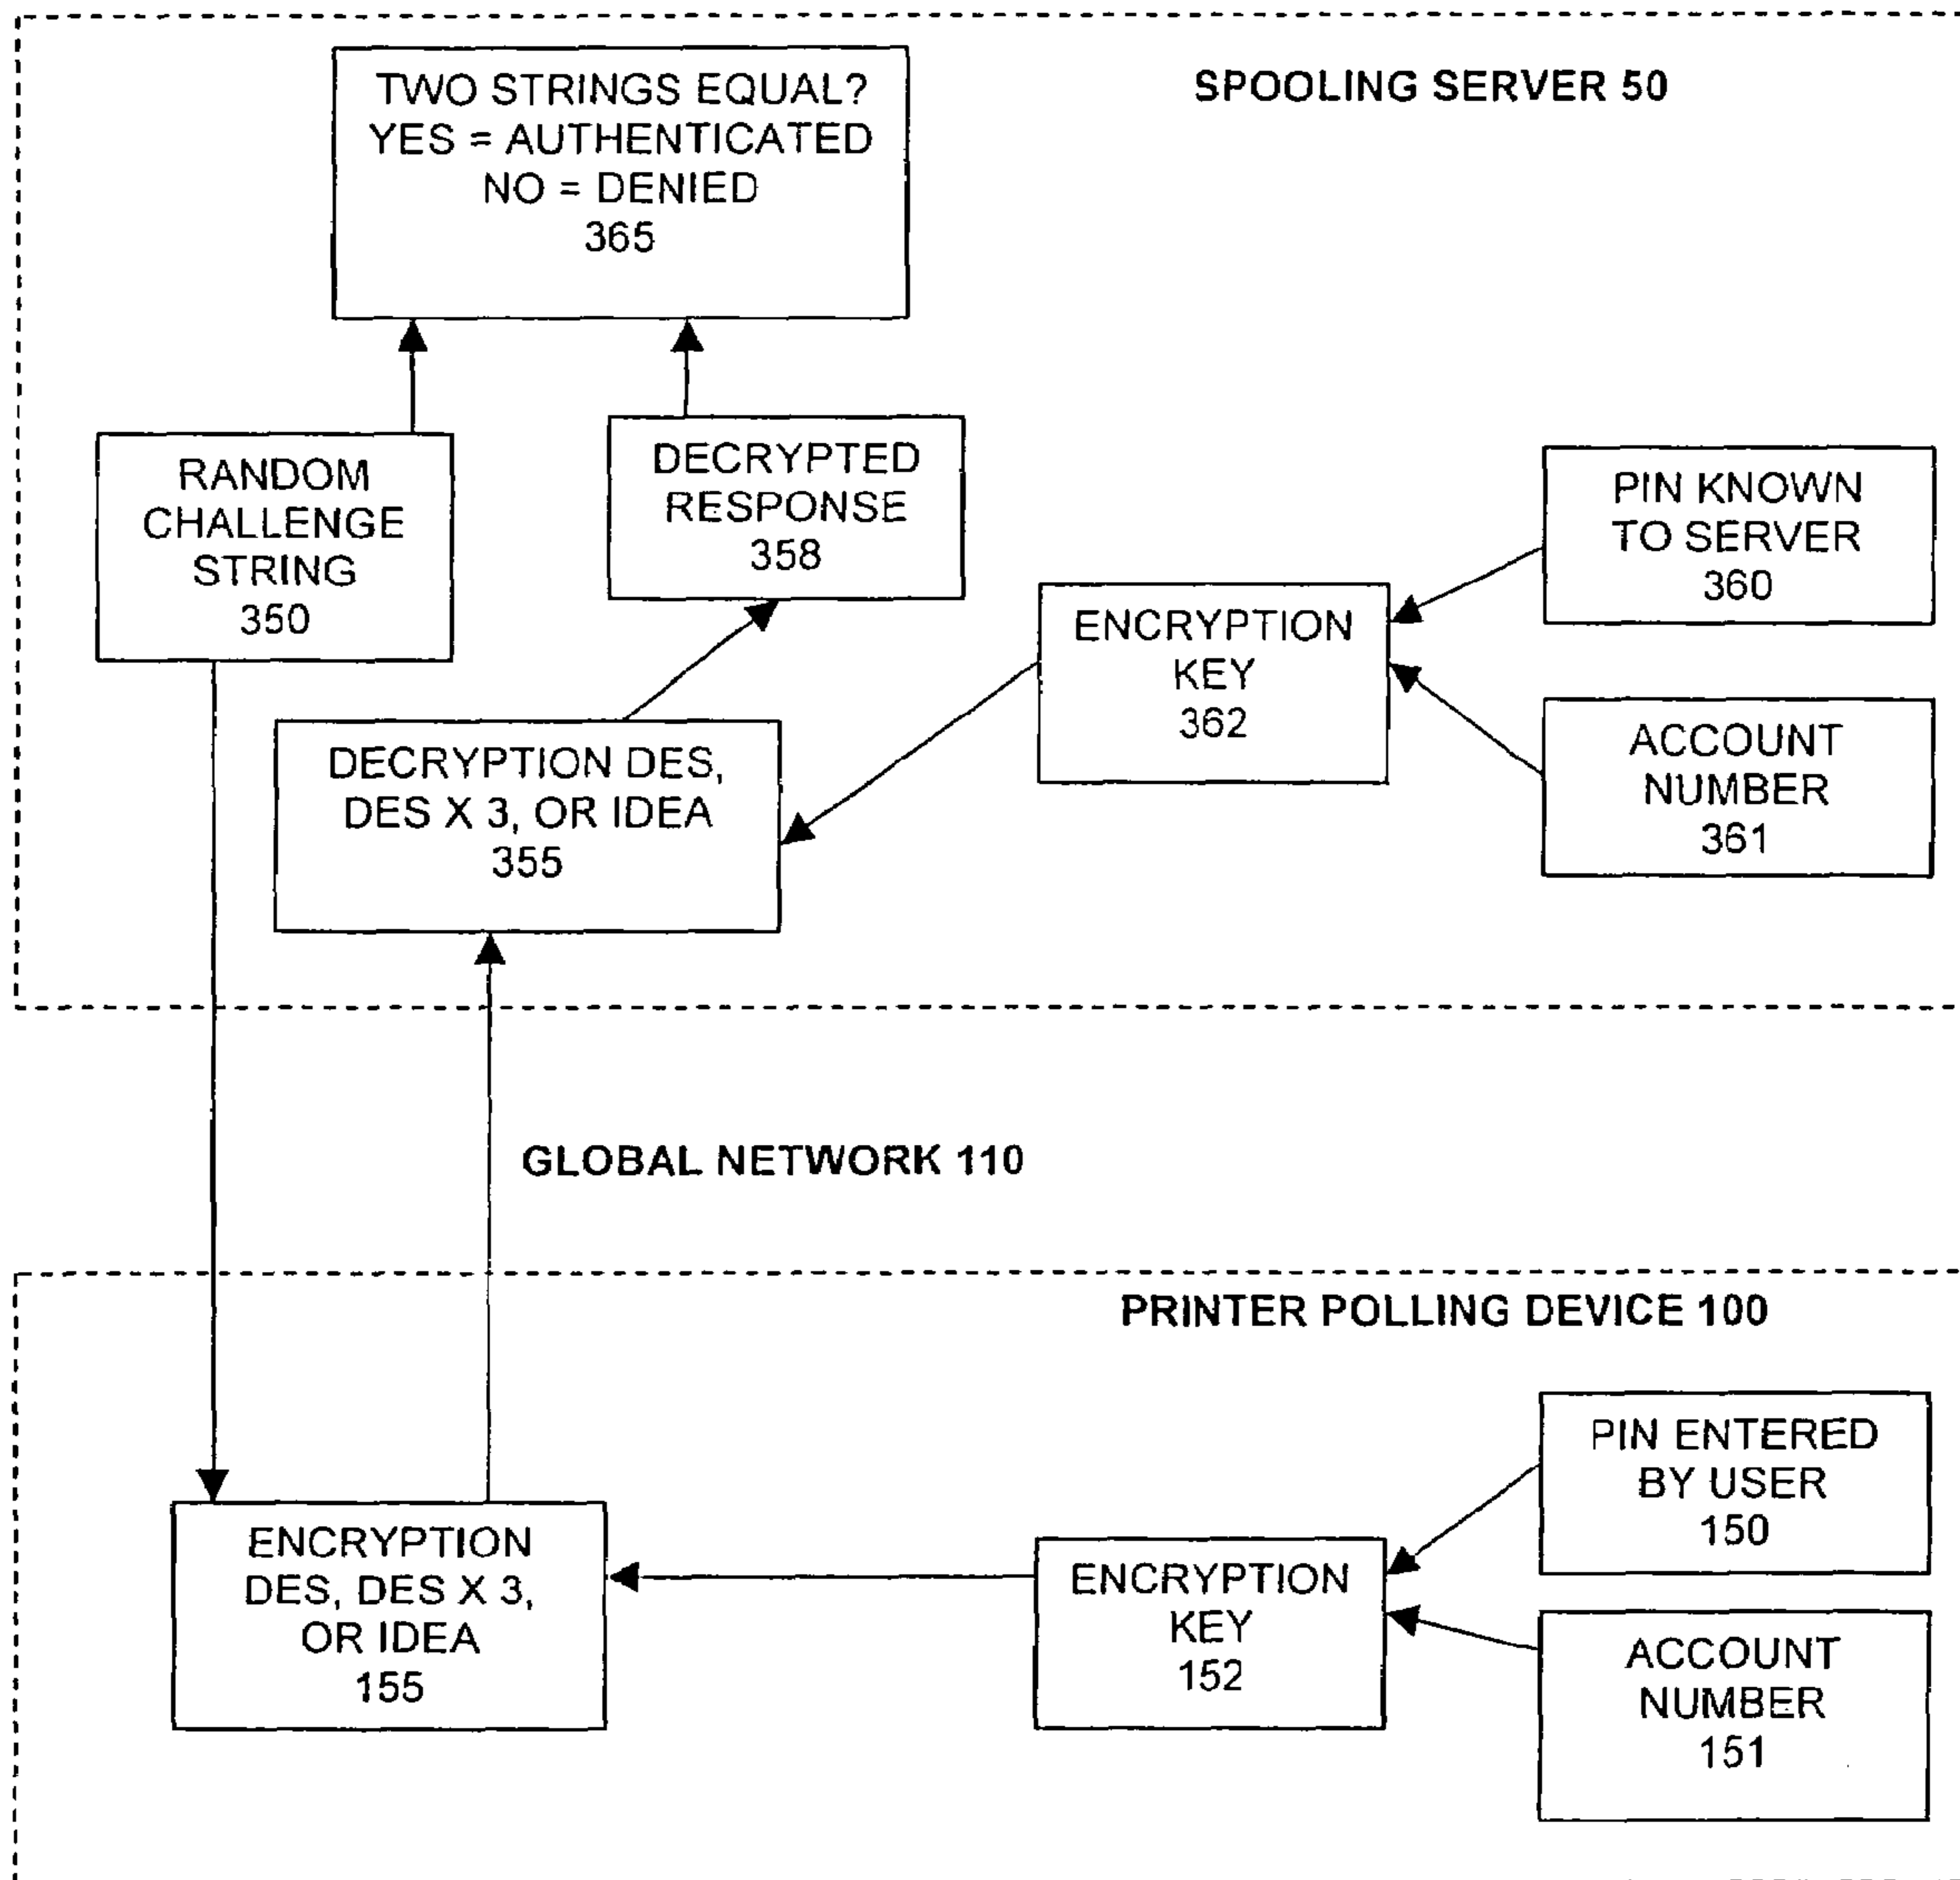 SPOOLING SERVER 50
TWO STRINGS EQUAL?
YES = AUTHENTICATED
NO = DENIED
365
RANDOM
CHALLENGE
STRING
350
DECRYPTED
RESPONSE
358
PIN KNOWN
TO SERVER
360
ENCRYPTION
KEY
362
ACCOUNT
NUMBER
361
DECRYPTION DES,
DES X 3, OR IDEA
355
GLOBAL NETWORK 110
PRINTER POLLING DEVICE 100
PIN ENTERED
BY USER
150
ENCRYPTION
DES, DES X 3,
OR IDEA
155
ENCRYPTION
KEY
152
ACCOUNT
NUMBER
151